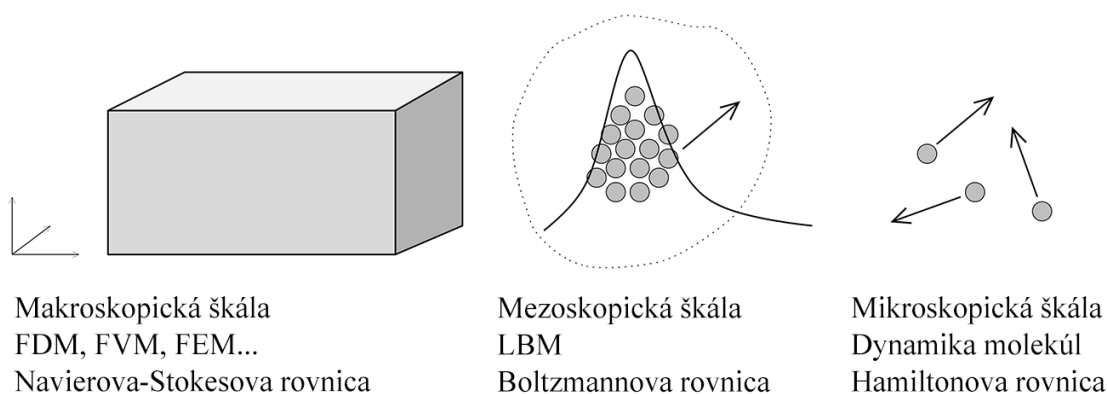 Makroskopická škála
FDM, FVM, FEM...
Navierova-Stokesova rovnica
Mezoskopická škála
LBM
Boltzmannova rovnica
Mikroskopická škála
Dynamika molekúl
Hamiltonova rovnica